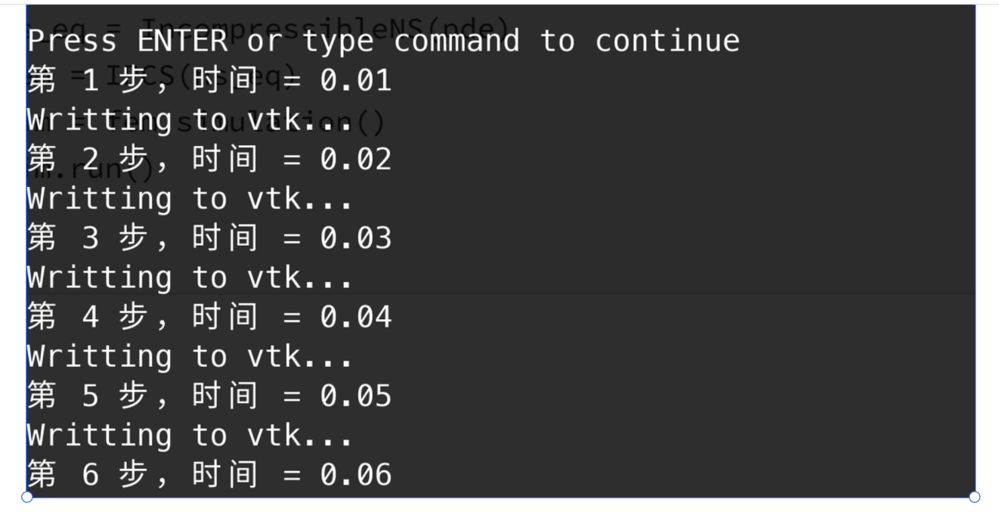 Press ENTER or type command to continue
第 1 步, 时间 = 0.01
Writting to vtk...
第 2 步, 时间 = 0.02
Writting to vtk...
第 3 步, 时间 = 0.03
Writting to vtk...
第 4 步, 时间 = 0.04
Writting to vtk...
第 5 步, 时间 = 0.05
Writting to vtk...
第 6 步, 时间 = 0.06